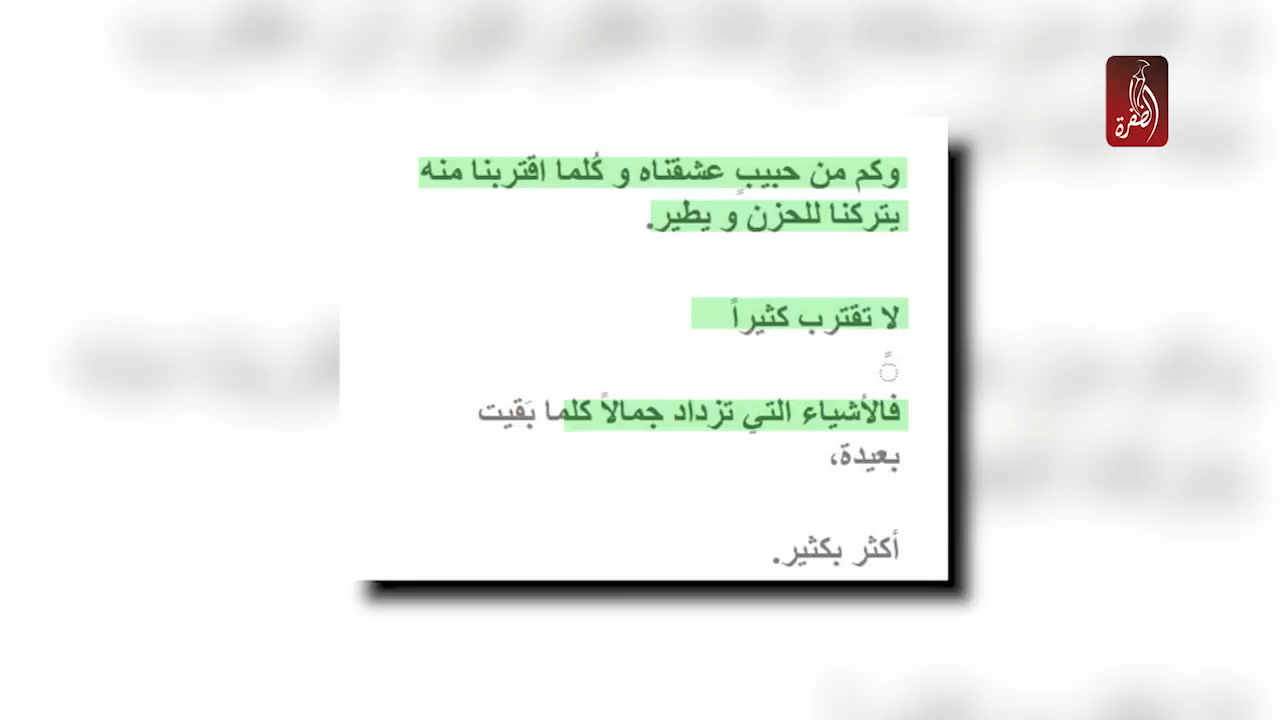 الظفرة
وكم من حبيبٍ عشقناه و كُلما اقتربنا منه
يتركنا للحزن و يطير.
لا تقترب كثيراً
ً
فالأشياء التي تزداد جمالاً كلما بَقيت
بعيدة،
أكثر بكثير.